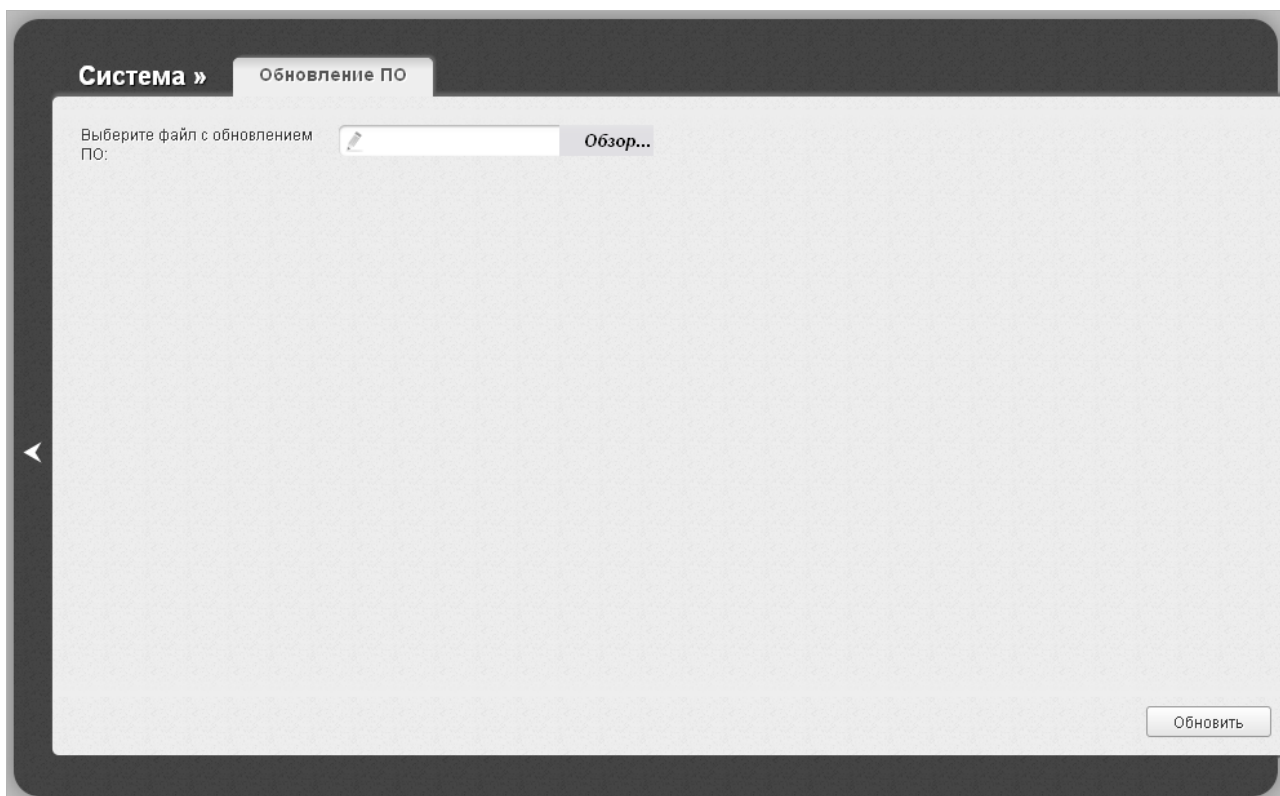 Система »
Обновление ПО
Выберите файл с обновлением
ПО:
Обзор...
Обновить